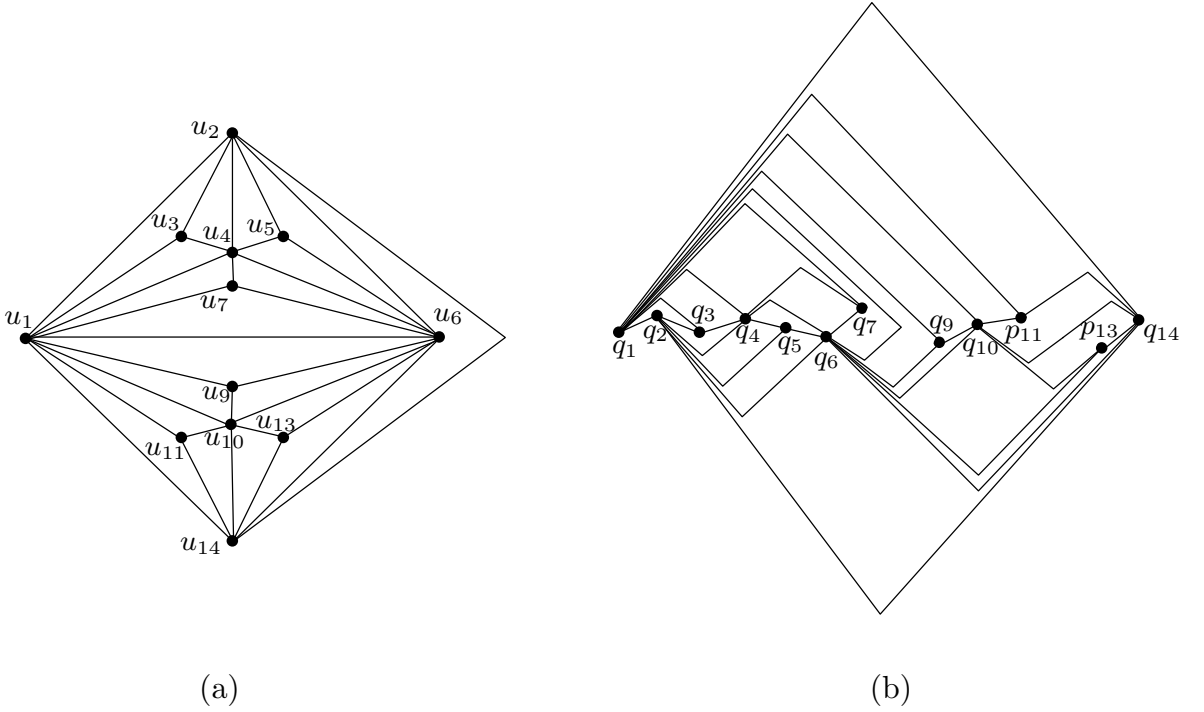 u₂
u₃
u₄
u₅
u₇
u₁
u₆
u₉
u₁₀
u₁₃
u₁₁
u₁₄
q₁
q₂
q₃
q₄
q₅
q₆
q₇
q₉
q₁₀
p₁₁
p₁₃
q₁₄
(a)
(b)